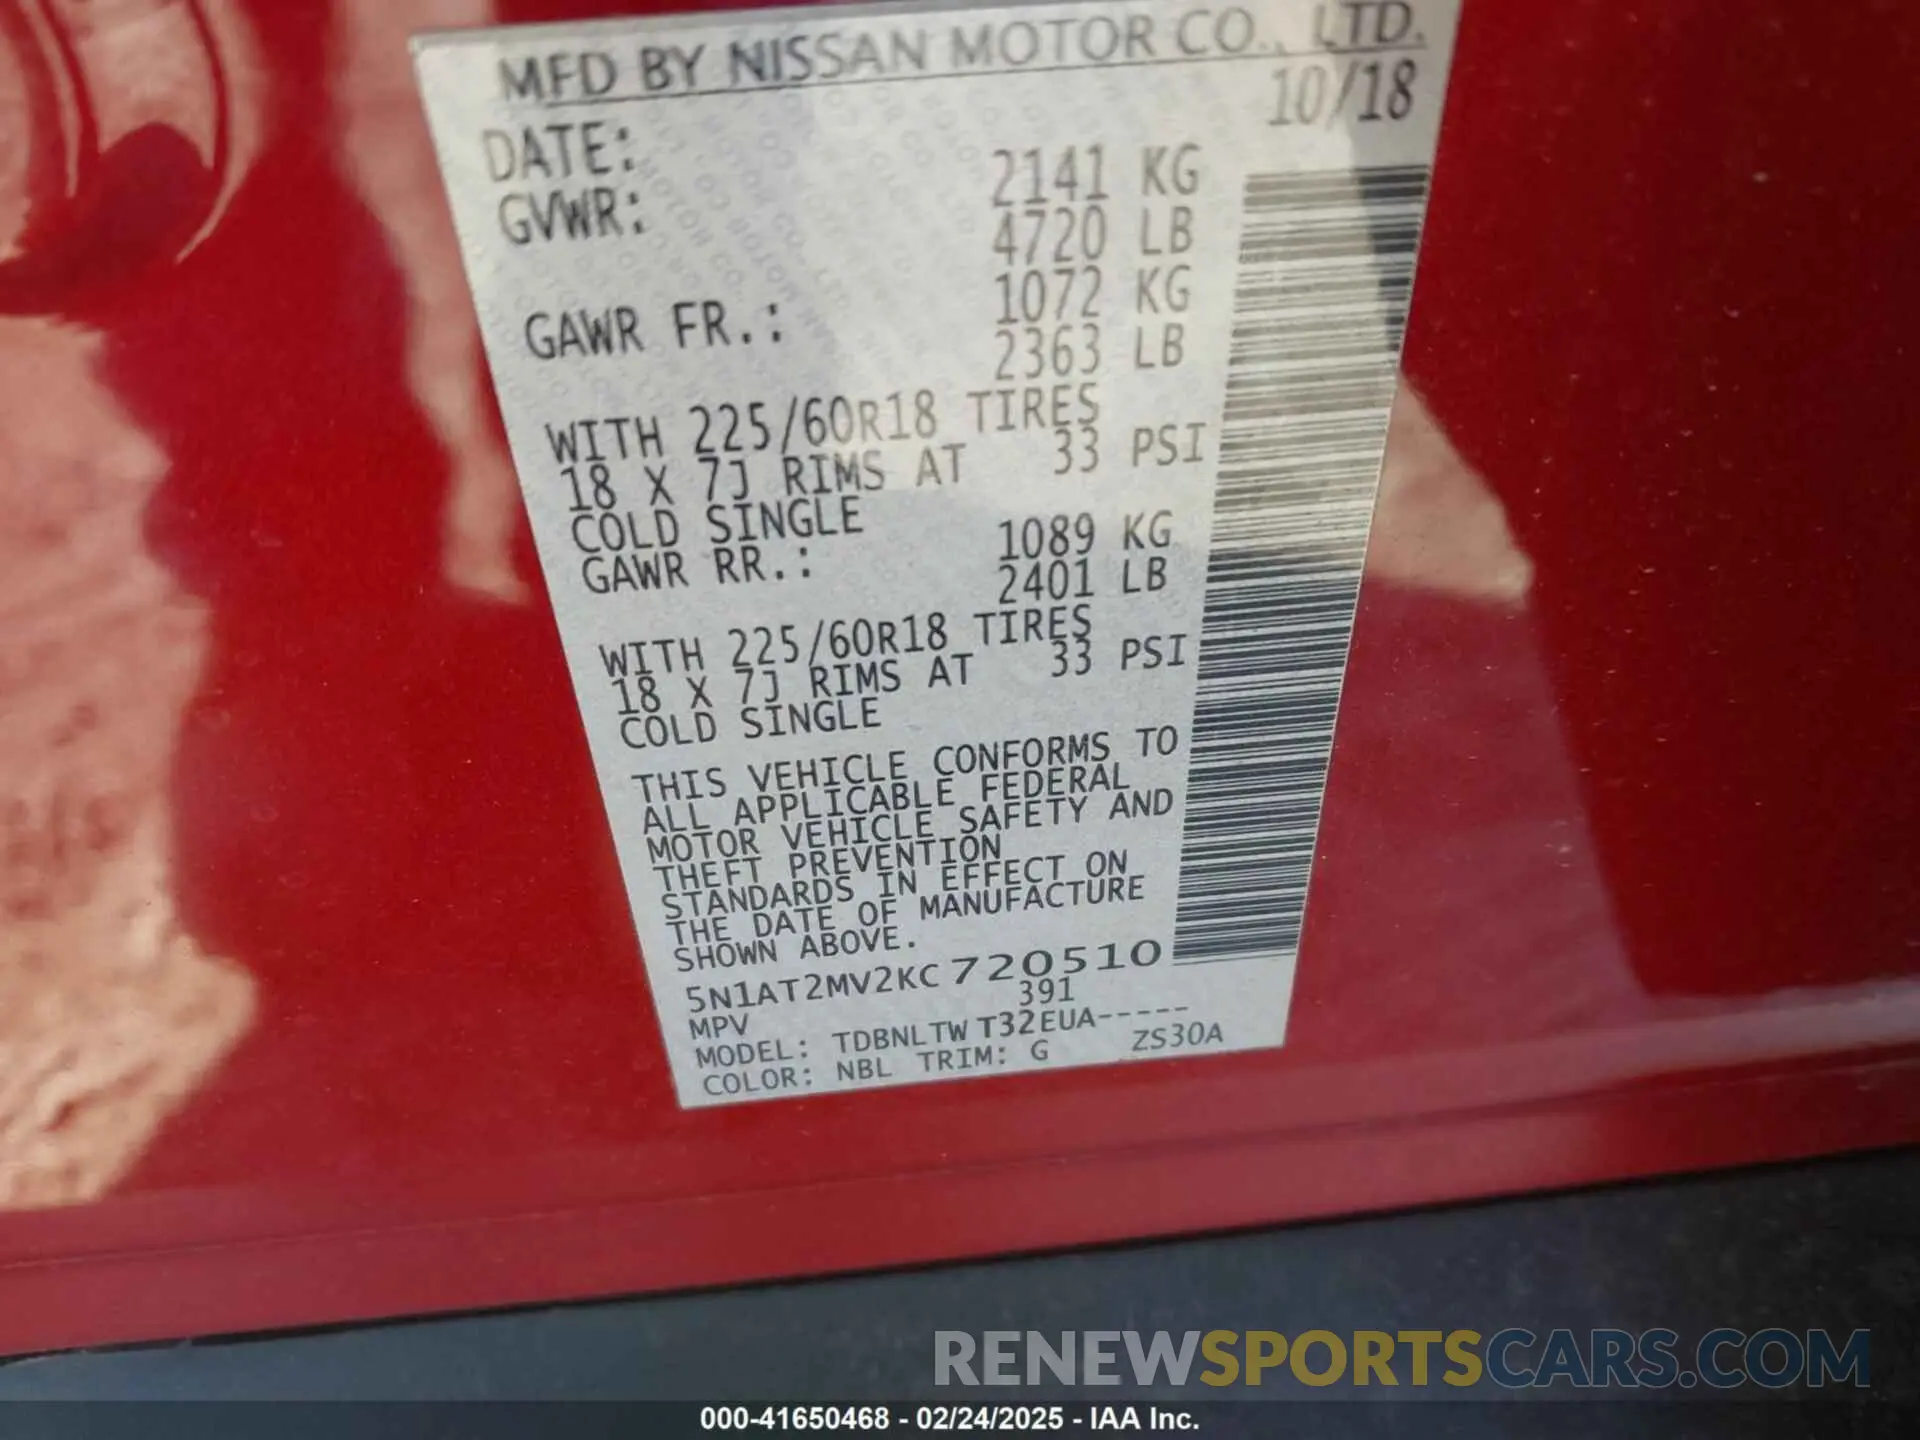 MFD BY NISSAN MOTOR CO., LTD.
DATE: 10/18
GVWR: 2141 KG
4720 LB
GAWR FR.: 1072 KG
2363 LB
WITH 225/60R18 TIRES
18 X 7J RIMS AT 33 PSI
COLD SINGLE
GAWR RR.: 1089 KG
2401 LB
WITH 225/60R18 TIRES
18 X 7J RIMS AT 33 PSI
COLD SINGLE
THIS VEHICLE CONFORMS TO
ALL APPLICABLE FEDERAL
MOTOR VEHICLE SAFETY AND
THEFT PREVENTION
STANDARDS IN EFFECT ON
THE DATE OF MANUFACTURE
SHOWN ABOVE.
5N1AT2MV2KC720510
MPV 391
MODEL: TDBNLTW T32EUA-----
COLOR: NBL TRIM: G ZS30A
RENEWSPORTSCARS.COM
000-41650468 - 02/24/2025 - IAA Inc.